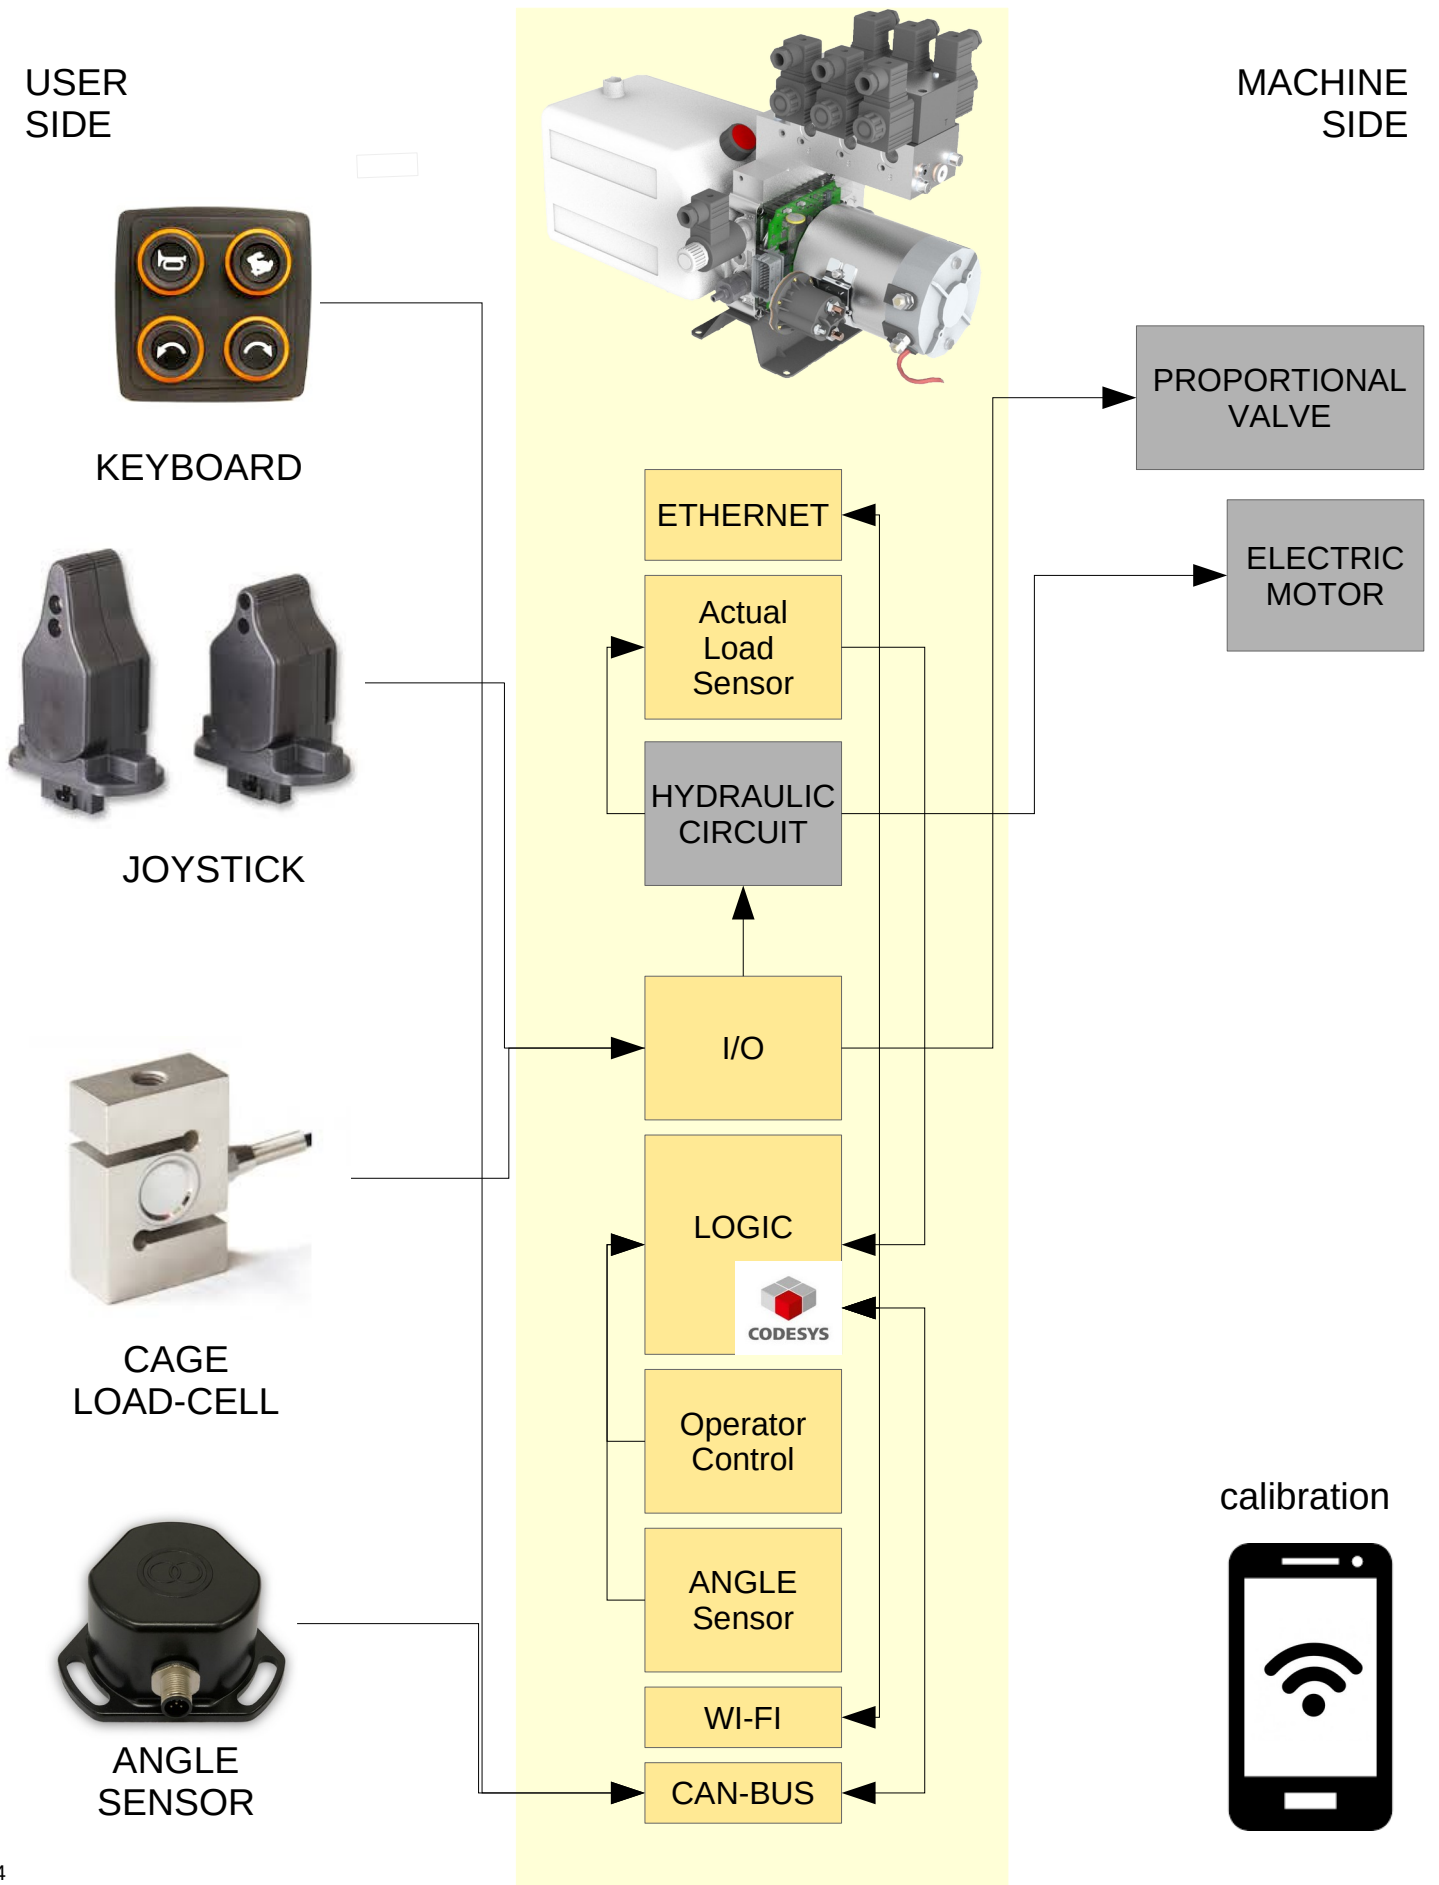 USER
SIDE
MACHINE
SIDE
KEYBOARD
JOYSTICK
CAGE
LOAD-CELL
ANGLE
SENSOR
ETHERNET
Actual
Load
Sensor
HYDRAULIC
CIRCUIT
I/O
LOGIC
CODESYS
Operator
Control
ANGLE
Sensor
WI-FI
CAN-BUS
PROPORTIONAL
VALVE
ELECTRIC
MOTOR
calibration
4